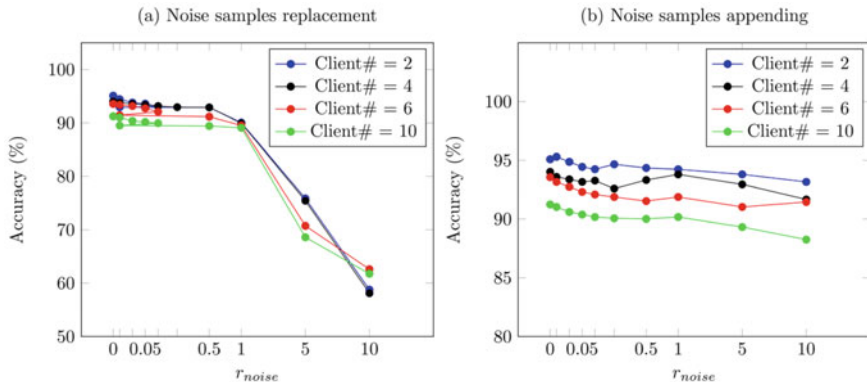 (a) Noise samples replacement
Client# = 2
Client# = 4
Client# = 6
Client# = 10
100
90
80
70
60
50
Accuracy (%)
0 0.05 0.5 1 5 10
r_noise
(b) Noise samples appending
Client# = 2
Client# = 4
Client# = 6
Client# = 10
100
95
90
85
80
Accuracy (%)
0 0.05 0.5 1 5 10
r_noise